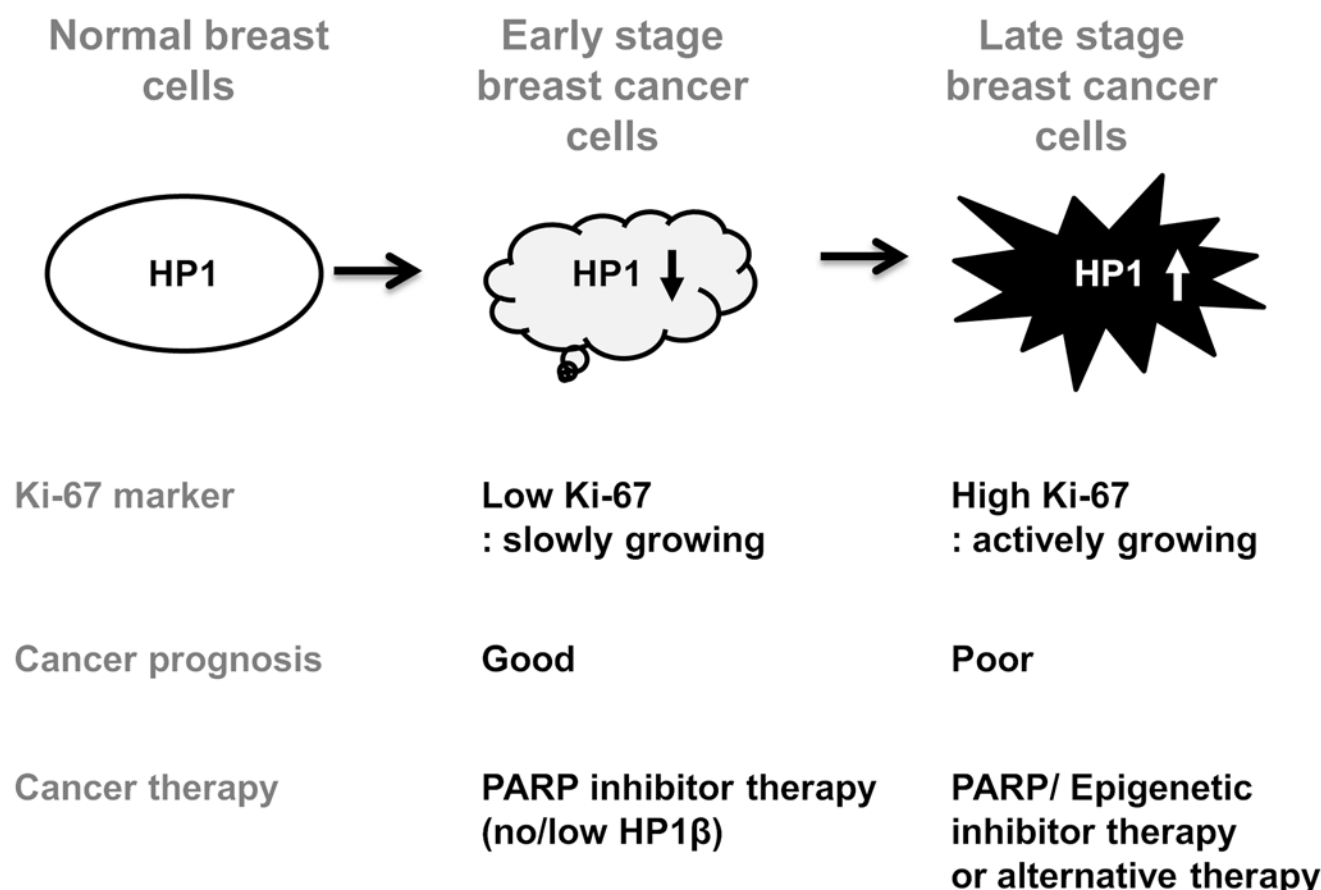 Normal breast
cells
Early stage
breast cancer
cells
Late stage
breast cancer
cells
HP1
HP1
HP1
Ki-67 marker
Low Ki-67
: slowly growing
High Ki-67
: actively growing
Cancer prognosis
Good
Poor
Cancer therapy
PARP inhibitor therapy
(no/low HP1β)
PARP/ Epigenetic
inhibitor therapy
or alternative therapy